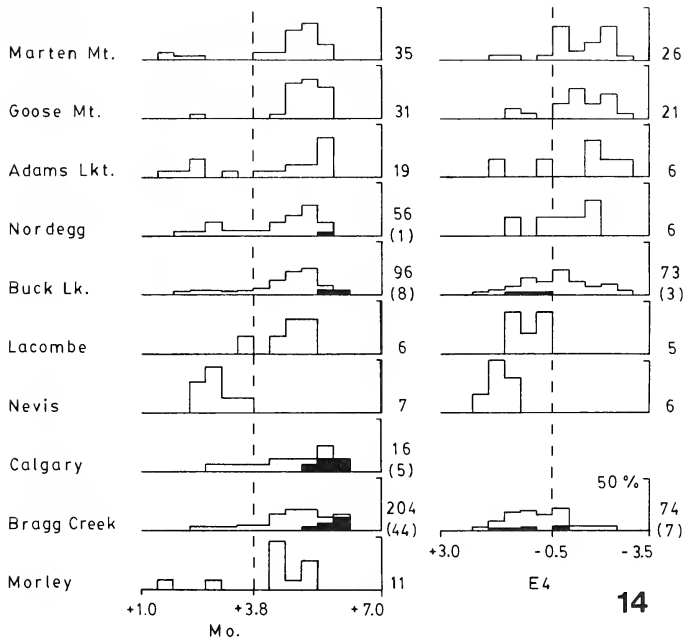 Marten Mt. 35 26
Goose Mt. 31 21
Adams Lkt. 19 6
Nordegg 56 (1) 6
Buck Lk. 96 (8) 73 (3)
Lacombe 6 5
Nevis 7 6
Calgary 16 (5)
50 %
Bragg Creek 204 (44) 74 (7)
+3.0 -0.5 -3.5
E4
Morley 11
14
+1.0 +3.8 +7.0
Mo.